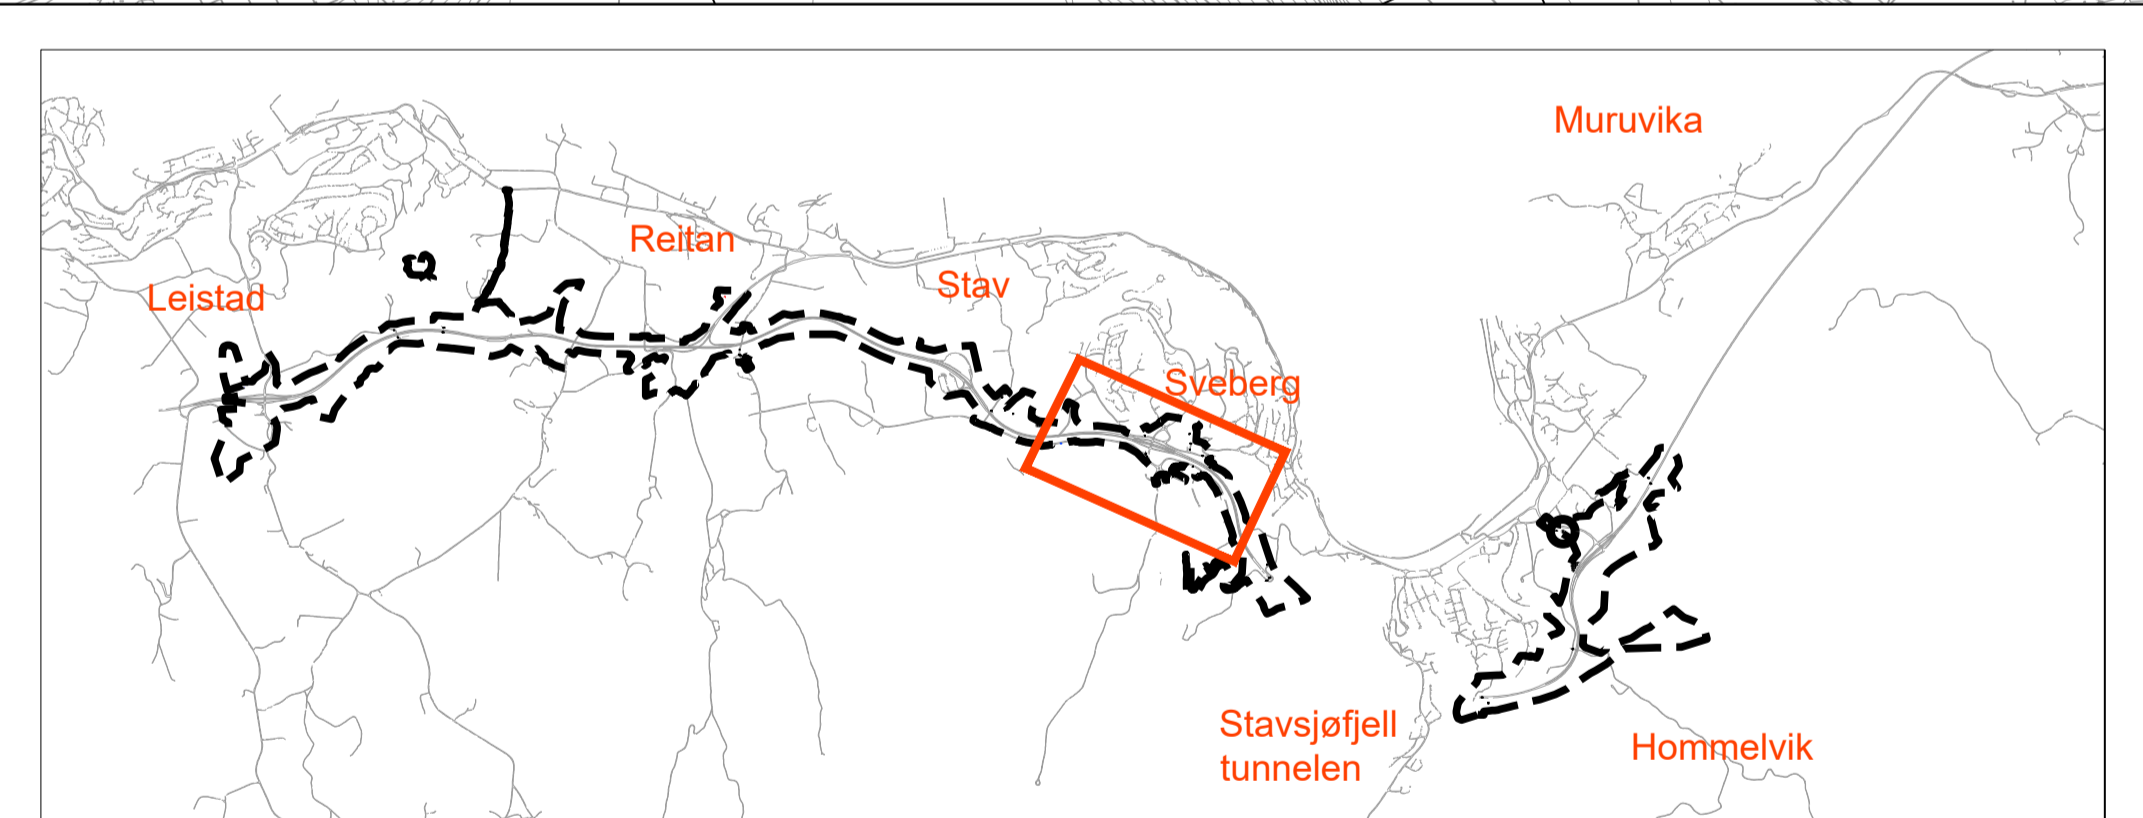 Muruvika
Reitan
Stav
Leistad
Sveberg
Stavsjøfjell
tunnelen
Hommelvik